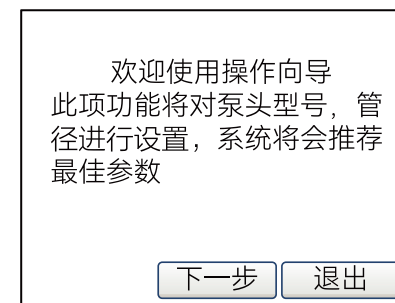 欢迎使用操作向导
此项功能将对泵头型号，管
径进行设置，系统将会推荐
最佳参数
下一步
退出